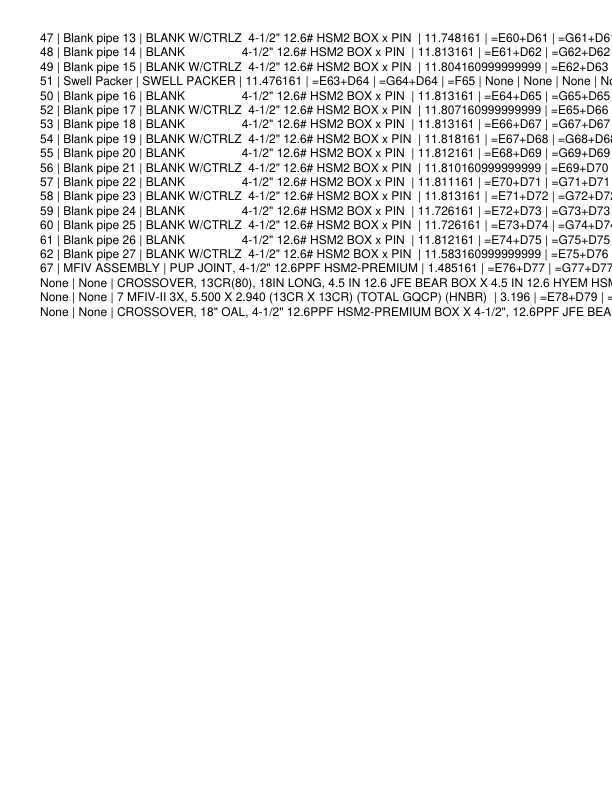 47 | Blank pipe 13 | BLANK W/CTRLZ  4-1/2" 12.6# HSM2 BOX x PIN  | 11.748161 | =E60+D61 | =G61+D61
48 | Blank pipe 14 | BLANK                 4-1/2" 12.6# HSM2 BOX x PIN  | 11.813161 | =E61+D62 | =G62+D62
49 | Blank pipe 15 | BLANK W/CTRLZ  4-1/2" 12.6# HSM2 BOX x PIN  | 11.804160999999999 | =E62+D63
51 | Swell Packer | SWELL PACKER | 11.476161 | =E63+D64 | =G64+D64 | =F65 | None | None | None | No
50 | Blank pipe 16 | BLANK                 4-1/2" 12.6# HSM2 BOX x PIN  | 11.813161 | =E64+D65 | =G65+D65
52 | Blank pipe 17 | BLANK W/CTRLZ  4-1/2" 12.6# HSM2 BOX x PIN  | 11.807160999999999 | =E65+D66
53 | Blank pipe 18 | BLANK                 4-1/2" 12.6# HSM2 BOX x PIN  | 11.813161 | =E66+D67 | =G67+D67
54 | Blank pipe 19 | BLANK W/CTRLZ  4-1/2" 12.6# HSM2 BOX x PIN  | 11.818161 | =E67+D68 | =G68+D68
55 | Blank pipe 20 | BLANK                 4-1/2" 12.6# HSM2 BOX x PIN  | 11.812161 | =E68+D69 | =G69+D69
56 | Blank pipe 21 | BLANK W/CTRLZ  4-1/2" 12.6# HSM2 BOX x PIN  | 11.810160999999999 | =E69+D70
57 | Blank pipe 22 | BLANK                 4-1/2" 12.6# HSM2 BOX x PIN  | 11.811161 | =E70+D71 | =G71+D71
58 | Blank pipe 23 | BLANK W/CTRLZ  4-1/2" 12.6# HSM2 BOX x PIN  | 11.813161 | =E71+D72 | =G72+D72
59 | Blank pipe 24 | BLANK                 4-1/2" 12.6# HSM2 BOX x PIN  | 11.726161 | =E72+D73 | =G73+D73
60 | Blank pipe 25 | BLANK W/CTRLZ  4-1/2" 12.6# HSM2 BOX x PIN  | 11.726161 | =E73+D74 | =G74+D74
61 | Blank pipe 26 | BLANK                 4-1/2" 12.6# HSM2 BOX x PIN  | 11.812161 | =E74+D75 | =G75+D75
62 | Blank pipe 27 | BLANK W/CTRLZ  4-1/2" 12.6# HSM2 BOX x PIN  | 11.583160999999999 | =E75+D76
67 | MFIV ASSEMBLY | PUP JOINT, 4-1/2" 12.6PPF HSM2-PREMIUM | 1.485161 | =E76+D77 | =G77+D77
None | None | CROSSOVER, 13CR(80), 18IN LONG, 4.5 IN 12.6 JFE BEAR BOX X 4.5 IN 12.6 HYEM HSM
None | None | 7 MFIV-II 3X, 5.500 X 2.940 (13CR X 13CR) (TOTAL GQCP) (HNBR)  | 3.196 | =E78+D79 | =
None | None | CROSSOVER, 18" OAL, 4-1/2" 12.6PPF HSM2-PREMIUM BOX X 4-1/2", 12.6PPF JFE BEA